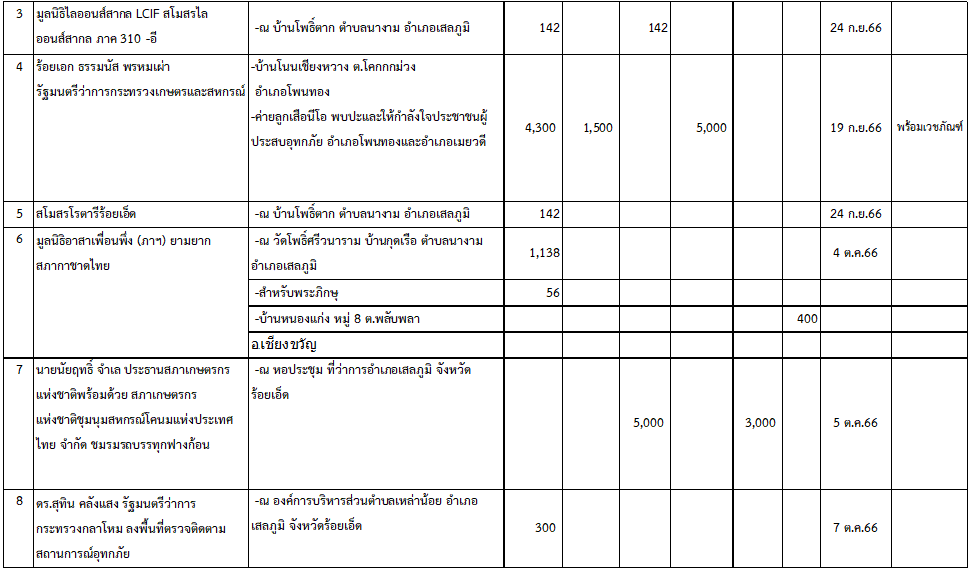 3 มูลนิธิไลออนส์สากล LCIF สโมสรไล
ออนส์สากล ภาค 310 -อี
-ณ บ้านโพธิ์ตาก ตำบลนางาม อำเภอเสลภูมิ 142 142 24 ก.ย.66
4 ร้อยเอก ธรรมนัส พรหมเผ่า
รัฐมนตรีว่าการกระทรวงเกษตรและสหกรณ์
-บ้านโนนเชียงหวาง ต.โคกกกม่วง
อำเภอโพนทอง
-ค่ายลูกเสือนีโอ พบปะและให้กำลังใจประชาชนผู้
ประสบอุทกภัย อำเภอโพนทองและอำเภอเมยวดี
4,300 1,500 5,000 19 ก.ย.66 พร้อมเวชภัณฑ์
5 สโมสรโรตารีร้อยเอ็ด -ณ บ้านโพธิ์ตาก ตำบลนางาม อำเภอเสลภูมิ 142 24 ก.ย.66
6 มูลนิธิอาสาเพื่อนพึ่ง (ภาฯ) ยามยาก
สภากาชาดไทย
-ณ วัดโพธิ์ศรีวนาราม บ้านกุดเรือ ตำบลนางาม
อำเภอเสลภูมิ
1,138 4 ต.ค.66
-สำหรับพระภิกษุ 56
-บ้านหนองแก่ง หมู่ 8 ต.พลับพลา 400
อ.เชียงขวัญ
7 นายนัยฤทธิ์ จำเล ประธานสภาเกษตรกร
แห่งชาติพร้อมด้วย สภาเกษตรกร
แห่งชาติชุมนุมสหกรณ์โคนมแห่งประเทศ
ไทย จำกัด ชมรมรถบรรทุกฟางก้อน
-ณ หอประชุม ที่ว่าการอำเภอเสลภูมิ จังหวัด
ร้อยเอ็ด
5,000 3,000 5 ต.ค.66
8 ดร.สุทิน คลังแสง รัฐมนตรีว่าการ
กระทรวงกลาโหม ลงพื้นที่ตรวจติดตาม
สถานการณ์อุทกภัย
-ณ องค์การบริหารส่วนตำบลเหล่าน้อย อำเภอ
เสลภูมิ จังหวัดร้อยเอ็ด
300 7 ต.ค.66